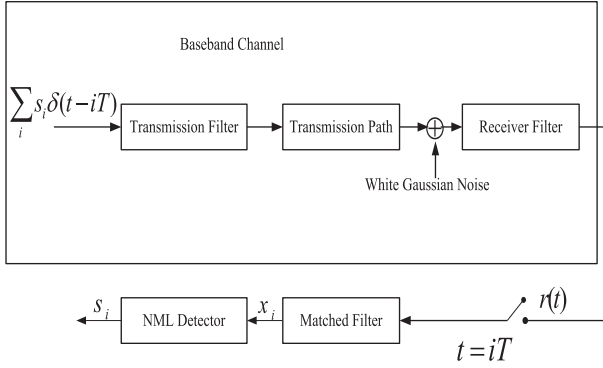 Baseband Channel
∑_i s_i δ(t−iT)
Transmission Filter
Transmission Path
Receiver Filter
White Gaussian Noise
s_i
NML Detector
x_i
Matched Filter
r(t)
t = iT